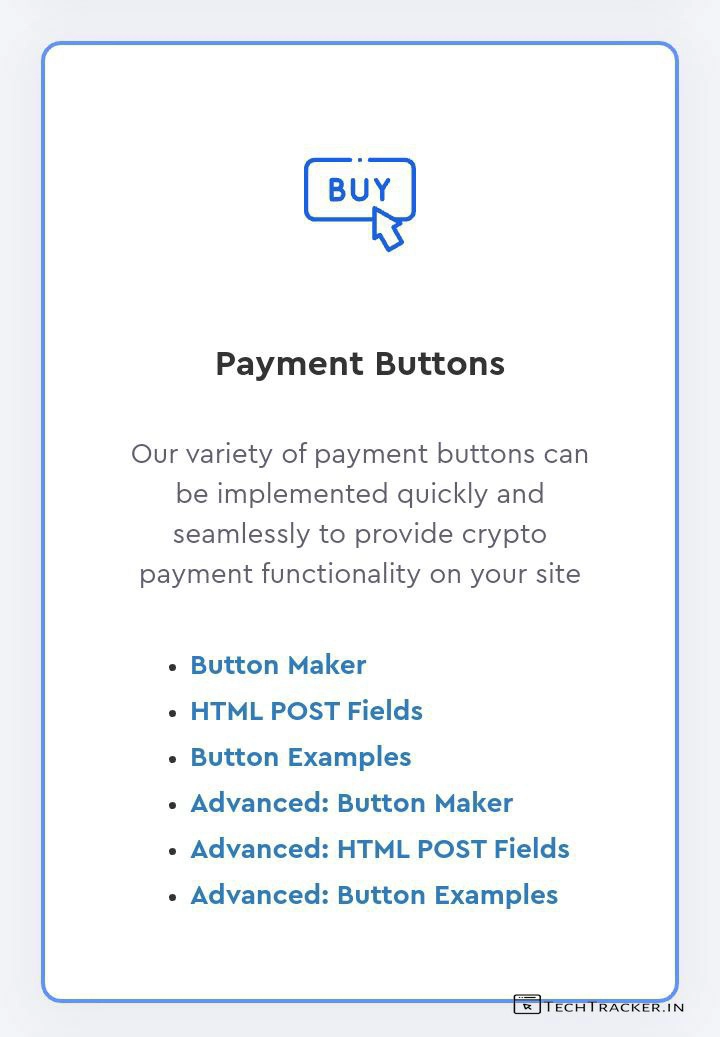 BUY
Payment Buttons
Our variety of payment buttons can
be implemented quickly and
seamlessly to provide crypto
payment functionality on your site
• Button Maker
• HTML POST Fields
• Button Examples
• Advanced: Button Maker
• Advanced: HTML POST Fields
• Advanced: Button Examples
TECHTRACKER.IN